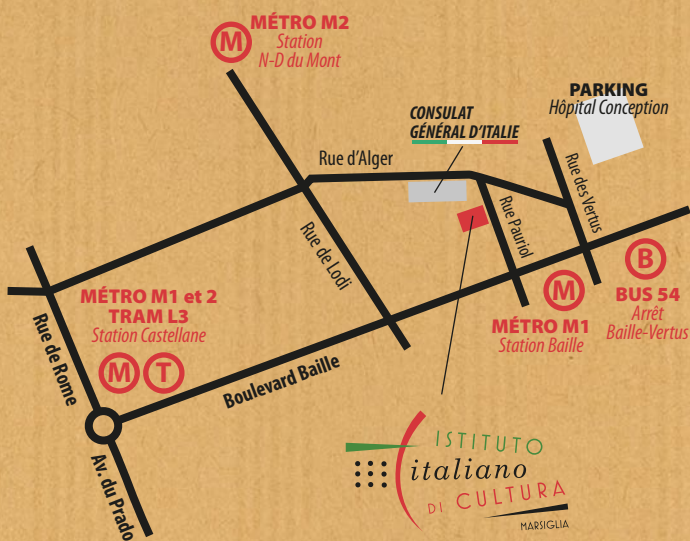 M
MÉTRO M2
Station
N-D du Mont
PARKING
Hôpital Conception
CONSULAT
GÉNÉRAL D'ITALIE
Rue d'Alger
Rue des Vertus
Rue Pauriol
Rue de Lodi
B
BUS 54
Arrêt
Baille-Vertus
M
MÉTRO M1
Station Baille
MÉTRO M1 et 2
TRAM L3
Station Castellane
M T
Rue de Rome
Boulevard Baille
Av. du Prado
ISTITUTO
italiano
DI CULTURA
MARSIGLIA